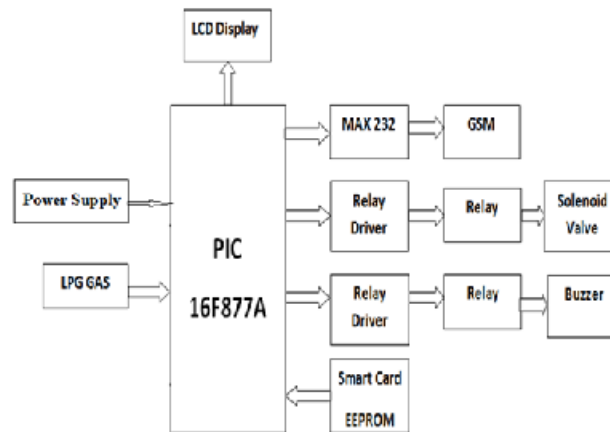 LCD Display
MAX 232
GSM
Power Supply
Relay
Driver
Relay
Solenoid
Valve
PIC
16F877A
LPG GAS
Relay
Driver
Relay
Buzzer
Smart Card
EEPROM